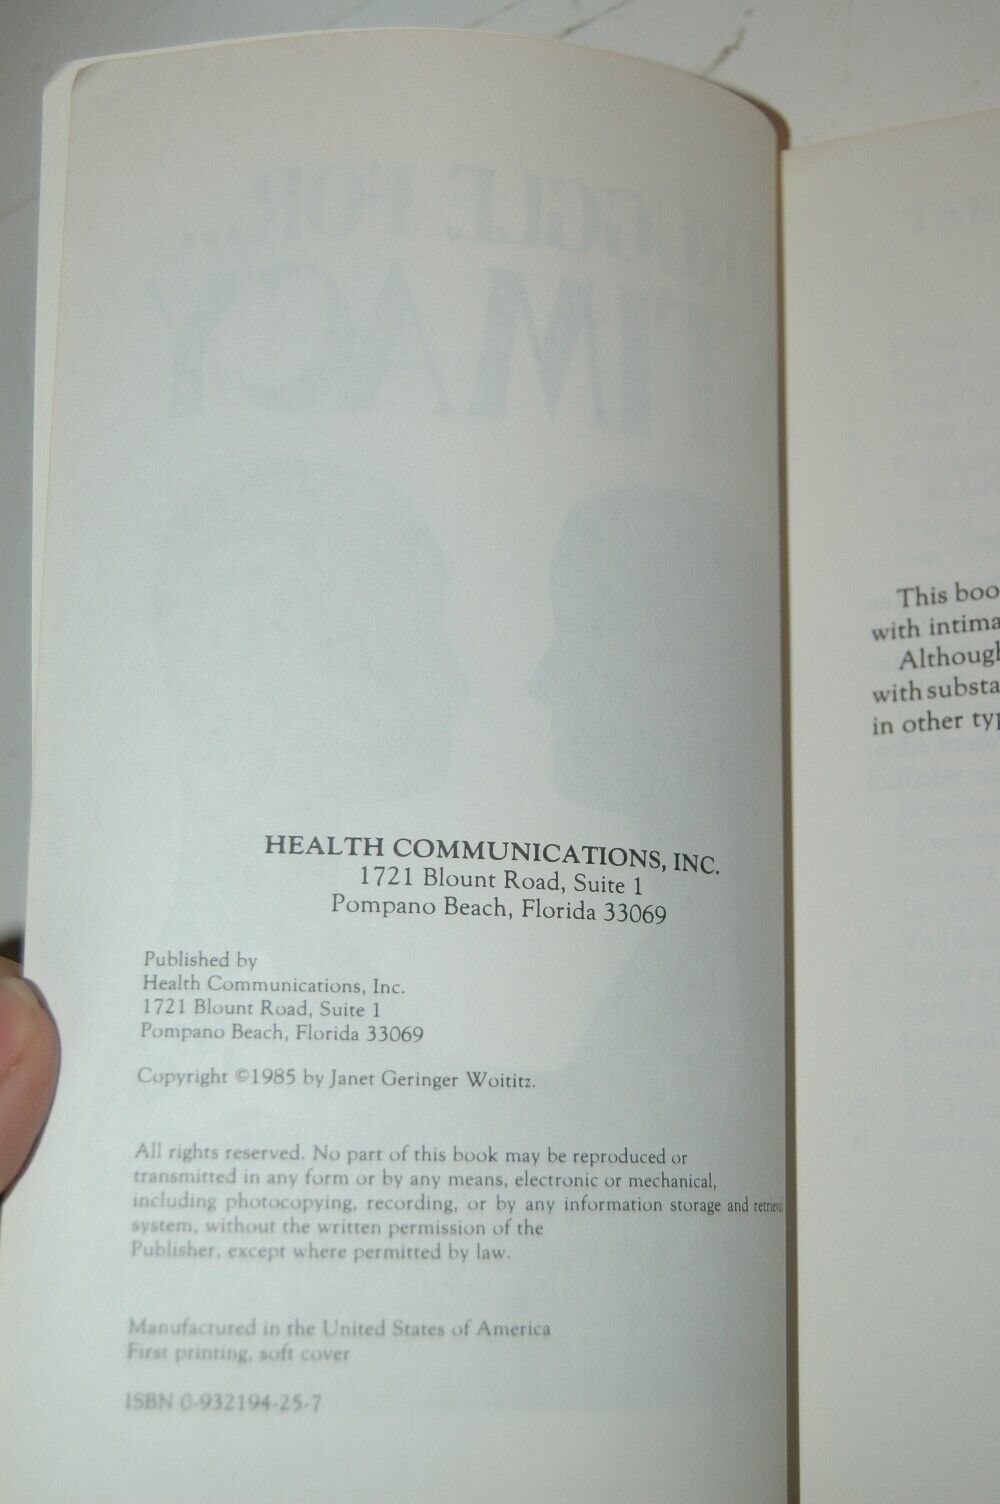 HEALTH COMMUNICATIONS, INC.
1721 Blount Road, Suite 1
Pompano Beach, Florida 33069
Published by
Health Communications, Inc.
1721 Blount Road, Suite 1
Pompano Beach, Florida 33069
Copyright ©1985 by Janet Geringer Woititz.
All rights reserved. No part of this book may be reproduced or
transmitted in any form or by any means, electronic or mechanical,
including photocopying, recording, or by any information storage and retrieval
system, without the written permission of the
Publisher, except where permitted by law.
Manufactured in the United States of America
First printing, soft cover
ISBN 0-932194-25-7
This boo
with intima
Although
with substa
in other typ